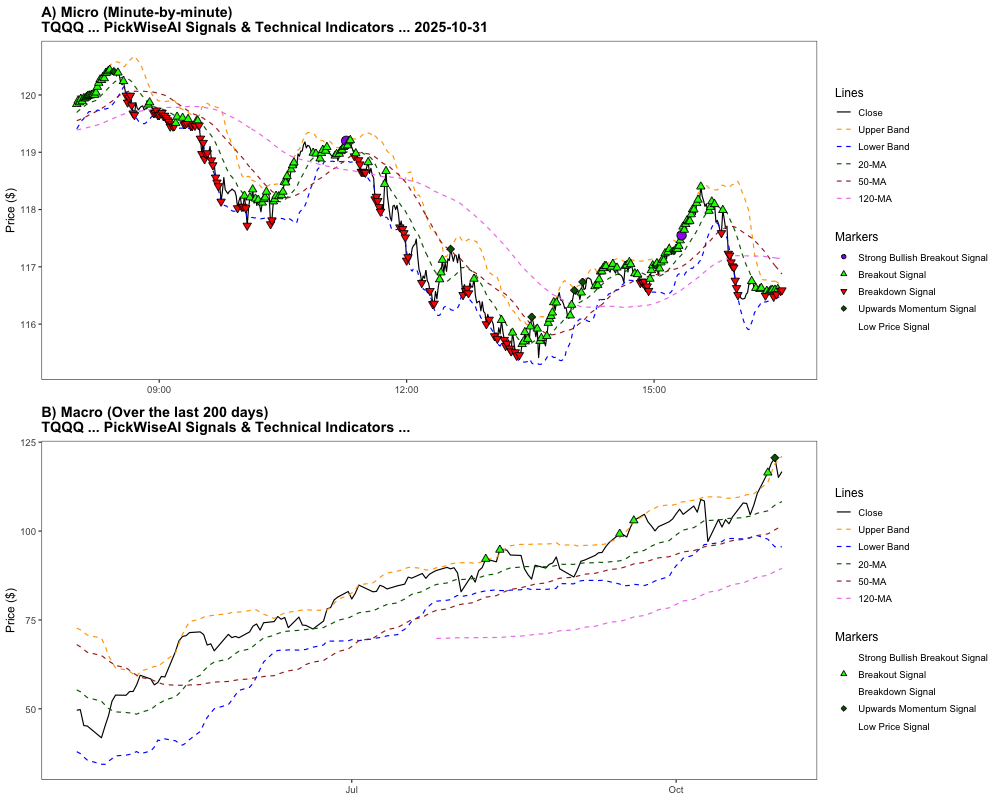 A) Micro (Minute-by-minute)
TQQQ ... PickWiseAI Signals & Technical Indicators ... 2025-10-31
Price ($)
120
119
118
117
116
09:00
12:00
15:00
Lines
Close
Upper Band
Lower Band
20-MA
50-MA
120-MA
Markers
Strong Bullish Breakout Signal
Breakout Signal
Breakdown Signal
Upwards Momentum Signal
Low Price Signal
B) Macro (Over the last 200 days)
TQQQ ... PickWiseAI Signals & Technical Indicators ...
Price ($)
125
100
75
50
Jul
Oct
Lines
Close
Upper Band
Lower Band
20-MA
50-MA
120-MA
Markers
Strong Bullish Breakout Signal
Breakout Signal
Breakdown Signal
Upwards Momentum Signal
Low Price Signal